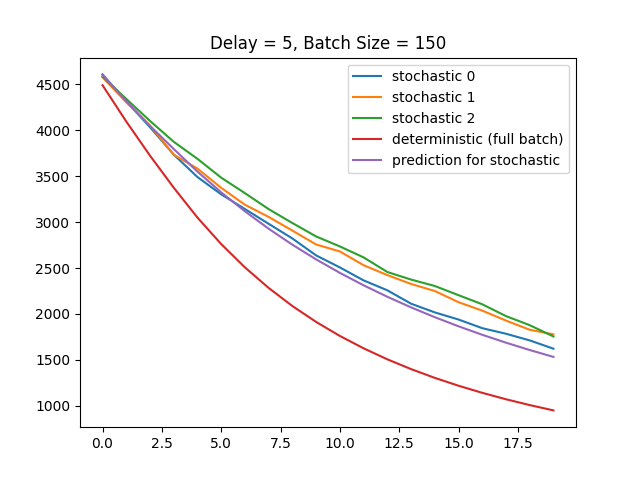 Delay = 5, Batch Size = 150
stochastic 0
stochastic 1
stochastic 2
deterministic (full batch)
prediction for stochastic
4500
4000
3500
3000
2500
2000
1500
1000
0.0 2.5 5.0 7.5 10.0 12.5 15.0 17.5